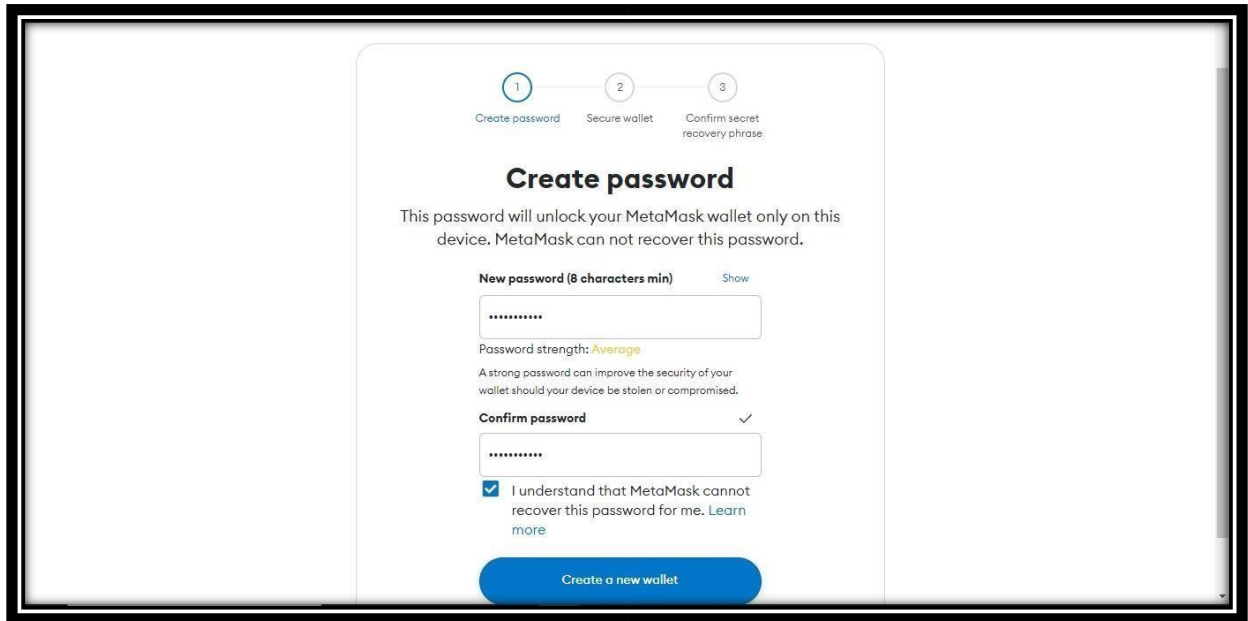 1
2
3
Create password
Secure wallet
Confirm secret
recovery phrase
Create password
This password will unlock your MetaMask wallet only on this
device. MetaMask can not recover this password.
New password (8 characters min)
Show
•••••••••••
Password strength: Average
A strong password can improve the security of your
wallet should your device be stolen or compromised.
Confirm password
•••••••••••
I understand that MetaMask cannot
recover this password for me. Learn
more
Create a new wallet